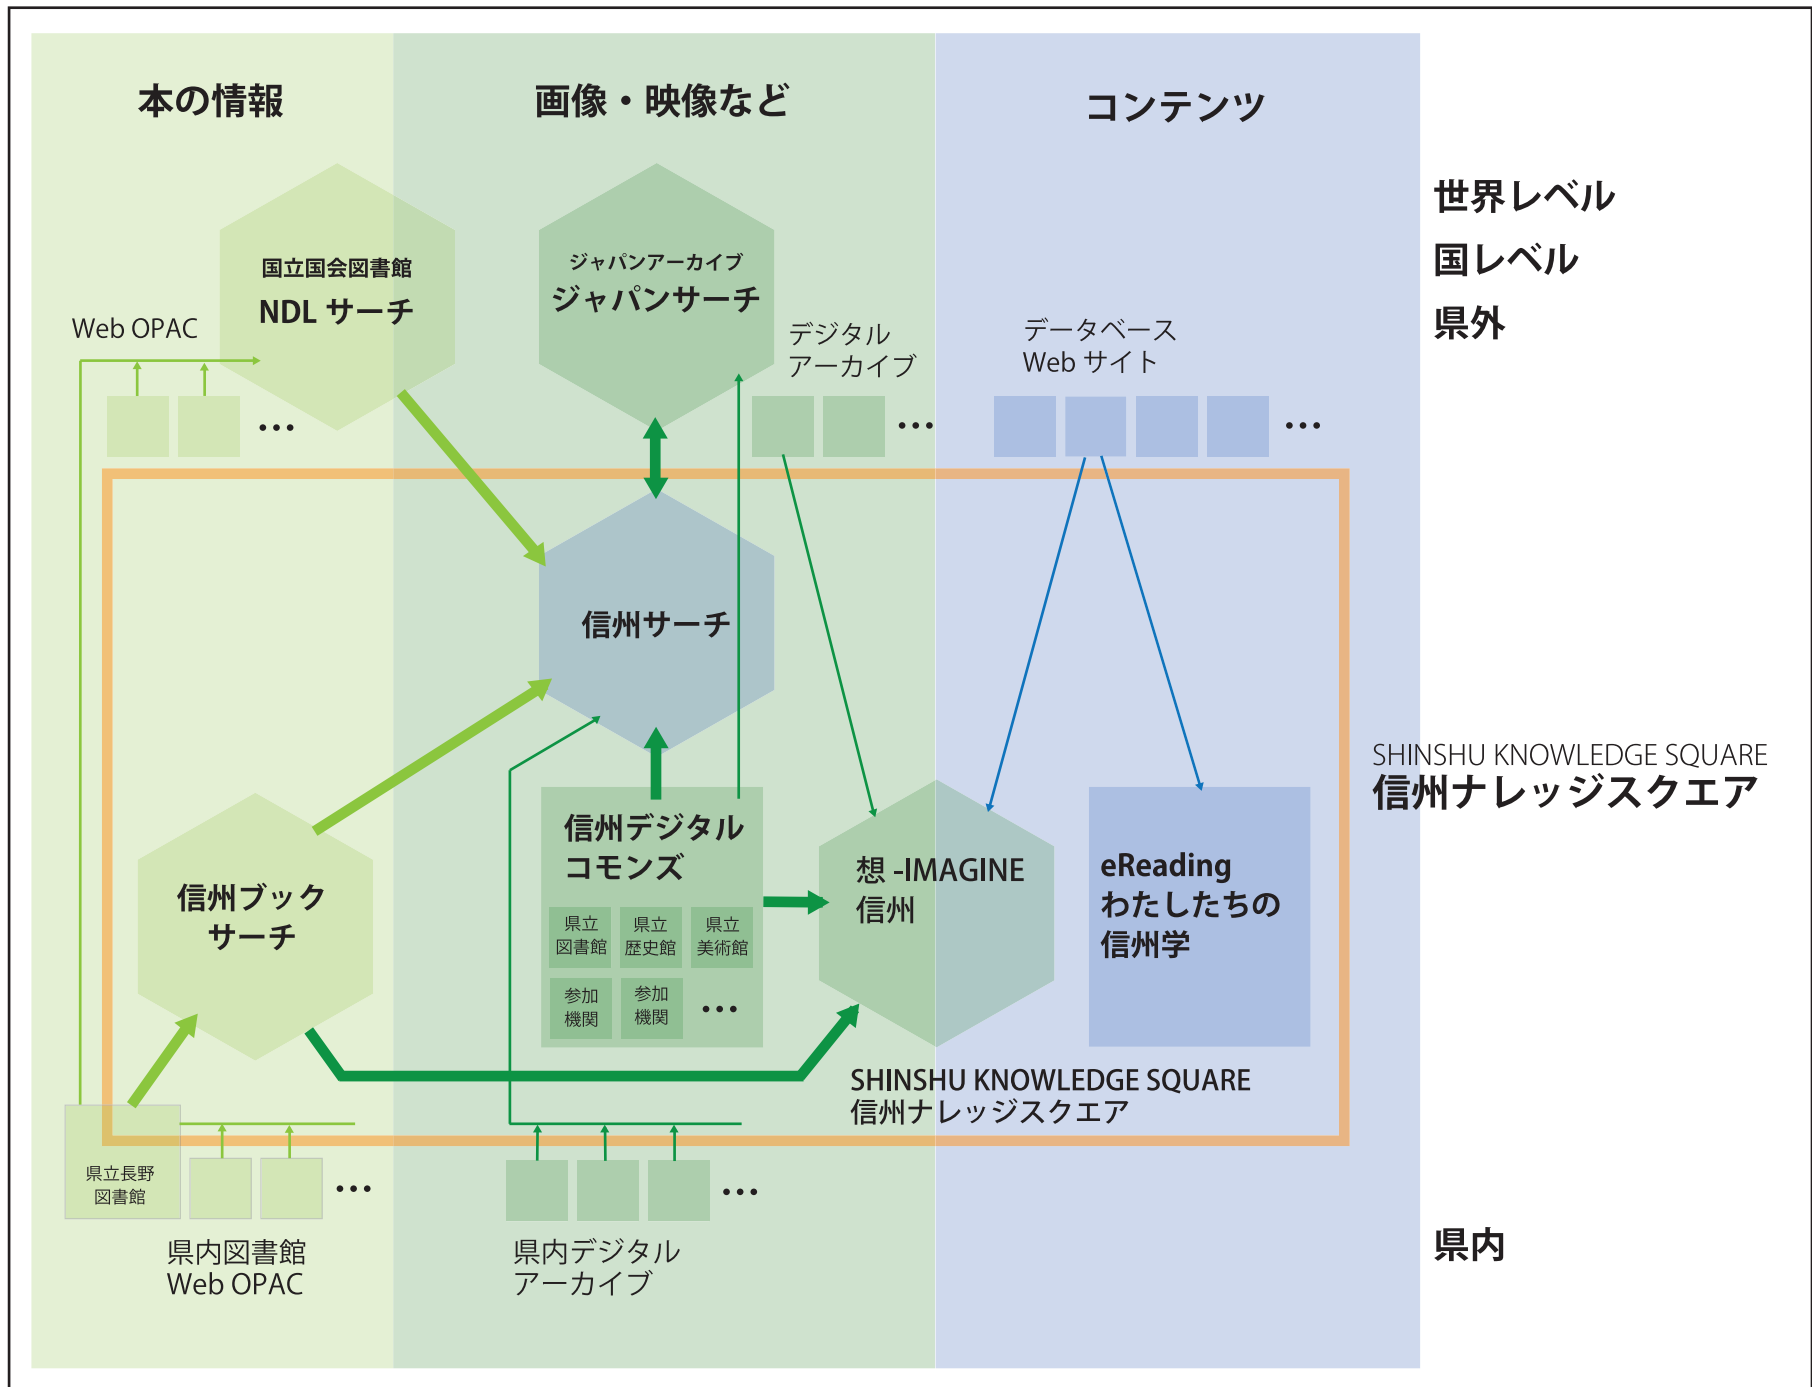 本の情報
画像・映像など
コンテンツ
世界レベル
国レベル
県外
国立国会図書館
NDL サーチ
ジャパンアーカイブ
ジャパンサーチ
Web OPAC
デジタル
アーカイブ
データベース
Web サイト
•••
•••
•••
信州サーチ
SHINSHU KNOWLEDGE SQUARE
信州ナレッジスクエア
信州ブック
サーチ
信州デジタル
コモンズ
県立
図書館
県立
歴史館
県立
美術館
参加
機関
参加
機関
•••
想 -IMAGINE
信州
eReading
わたしたちの
信州学
SHINSHU KNOWLEDGE SQUARE
信州ナレッジスクエア
県立長野
図書館
•••
•••
県内図書館
Web OPAC
県内デジタル
アーカイブ
県内